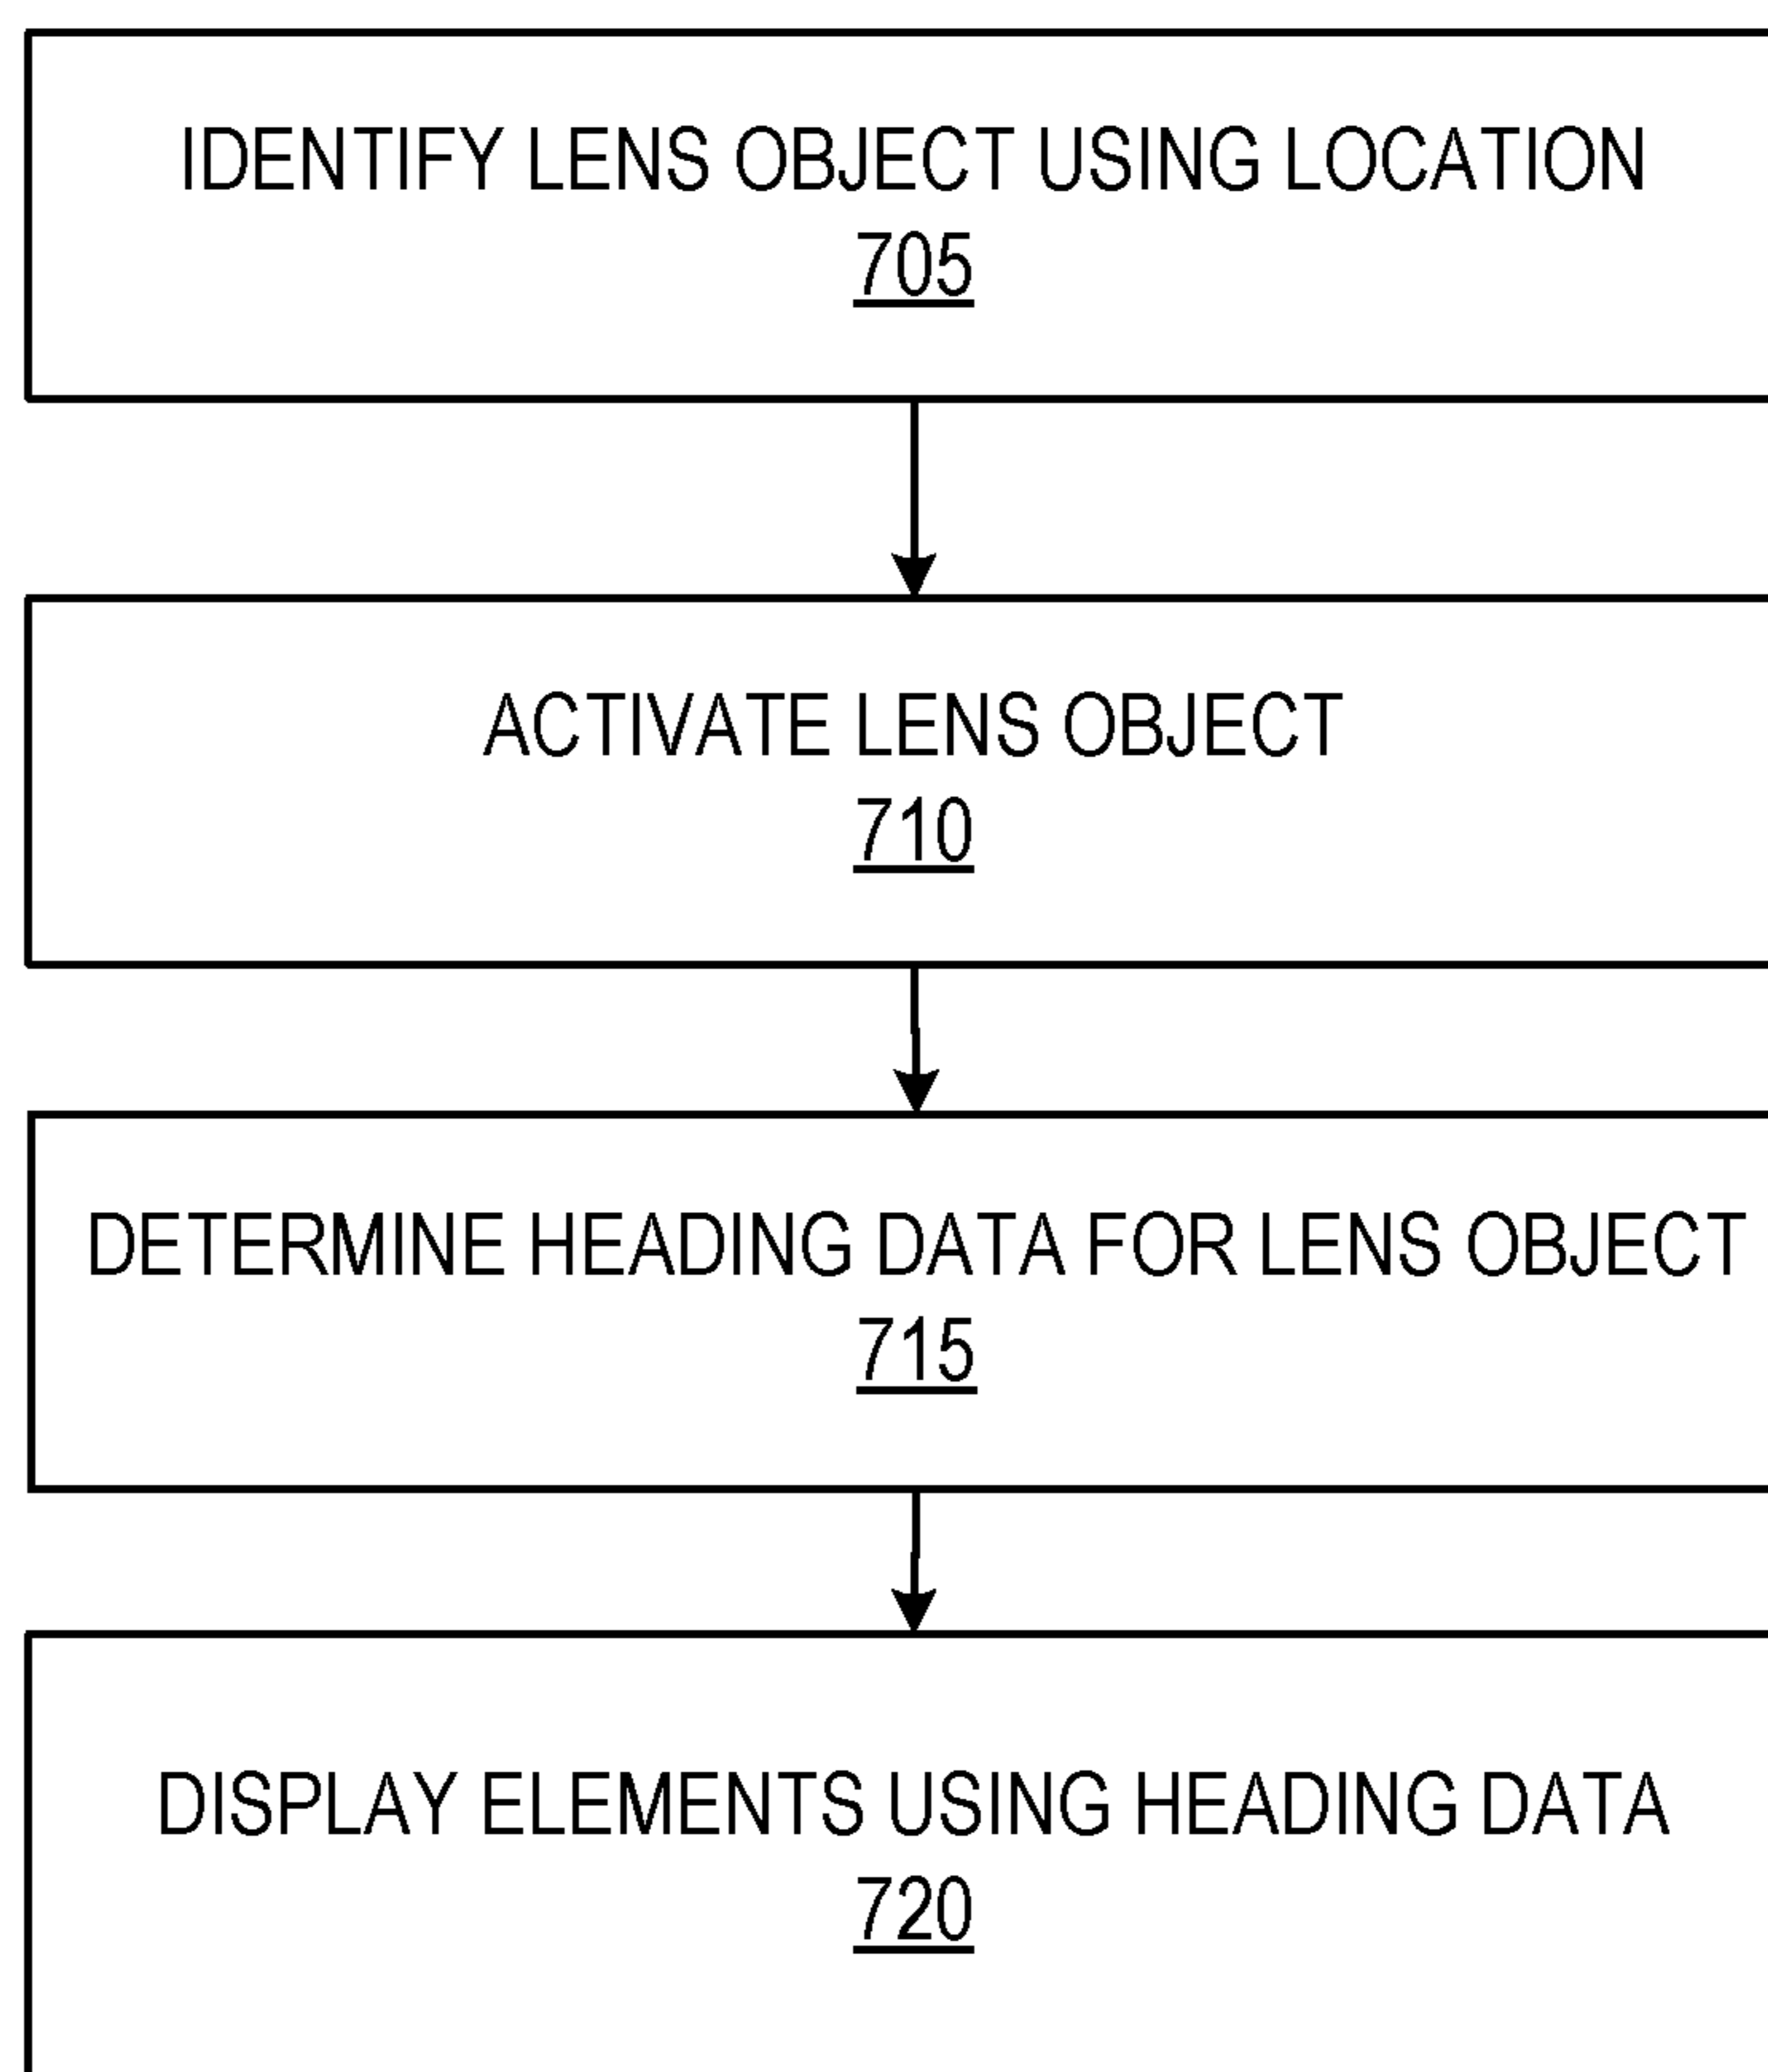 IDENTIFY LENS OBJECT USING LOCATION
705
ACTIVATE LENS OBJECT
710
DETERMINE HEADING DATA FOR LENS OBJECT
715
DISPLAY ELEMENTS USING HEADING DATA
720